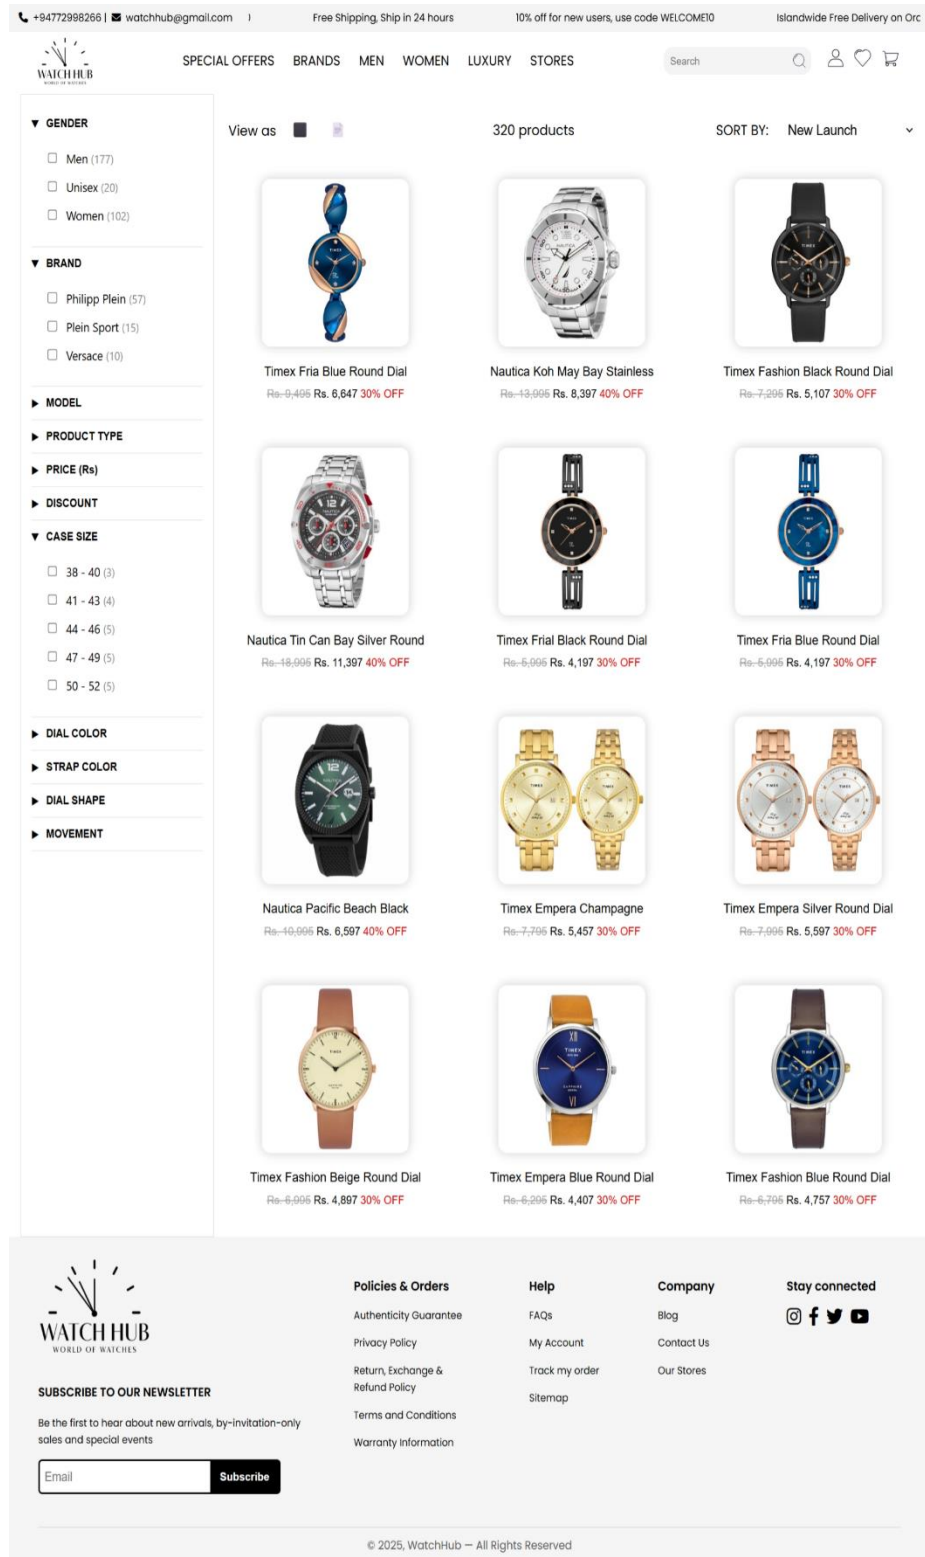 +94772998266 | watchhub@gmail.com
Free Shipping, Ship in 24 hours
10% off for new users, use code WELCOME10
Islandwide Free Delivery on Orc
WATCH HUB
WORLD OF WATCHES
SPECIAL OFFERS BRANDS MEN WOMEN LUXURY STORES
Search
GENDER
Men (177)
Unisex (20)
Women (102)
BRAND
Philipp Plein (57)
Plein Sport (15)
Versace (10)
MODEL
PRODUCT TYPE
PRICE (Rs)
DISCOUNT
CASE SIZE
38 - 40 (3)
41 - 43 (4)
44 - 46 (5)
47 - 49 (5)
50 - 52 (5)
DIAL COLOR
STRAP COLOR
DIAL SHAPE
MOVEMENT
View as
320 products
SORT BY: New Launch
Timex Fria Blue Round Dial
Rs. 9,495 Rs. 6,647 30% OFF
Nautica Koh May Bay Stainless
Rs. 13,995 Rs. 8,397 40% OFF
Timex Fashion Black Round Dial
Rs. 7,295 Rs. 5,107 30% OFF
Nautica Tin Can Bay Silver Round
Rs. 18,995 Rs. 11,397 40% OFF
Timex Frial Black Round Dial
Rs. 5,995 Rs. 4,197 30% OFF
Timex Fria Blue Round Dial
Rs. 5,995 Rs. 4,197 30% OFF
Nautica Pacific Beach Black
Rs. 10,995 Rs. 6,597 40% OFF
Timex Empera Champagne
Rs. 7,795 Rs. 5,457 30% OFF
Timex Empera Silver Round Dial
Rs. 7,995 Rs. 5,597 30% OFF
Timex Fashion Beige Round Dial
Rs. 6,995 Rs. 4,897 30% OFF
Timex Empera Blue Round Dial
Rs. 6,295 Rs. 4,407 30% OFF
Timex Fashion Blue Round Dial
Rs. 6,795 Rs. 4,757 30% OFF
WATCH HUB
WORLD OF WATCHES
SUBSCRIBE TO OUR NEWSLETTER
Be the first to hear about new arrivals, by-invitation-only
sales and special events
Email
Subscribe
Policies & Orders
Authenticity Guarantee
Privacy Policy
Return, Exchange &
Refund Policy
Terms and Conditions
Warranty Information
Help
FAQs
My Account
Track my order
Sitemap
Company
Blog
Contact Us
Our Stores
Stay connected
© 2025, WatchHub — All Rights Reserved